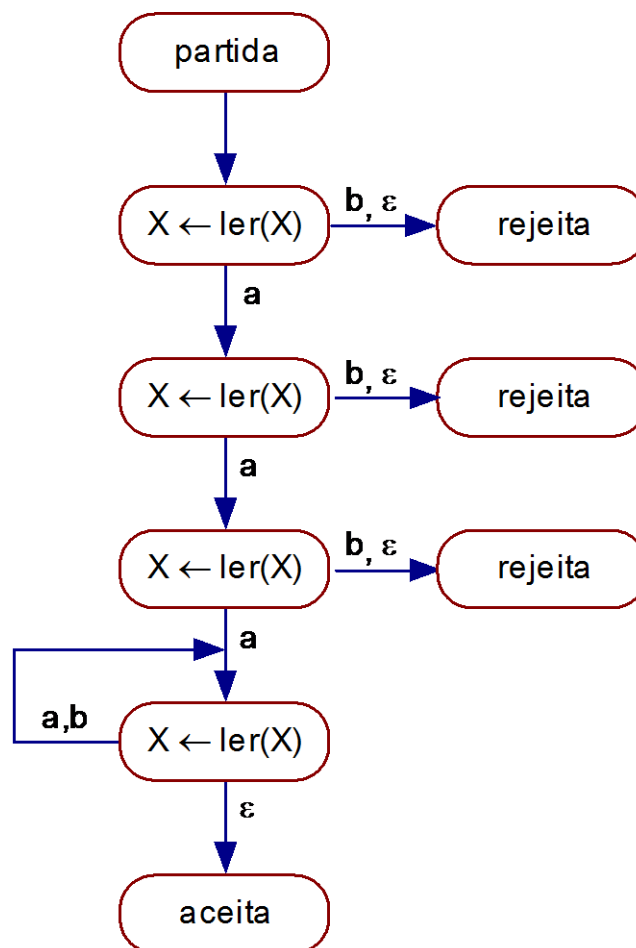 partida
X ← ler(X)
b, ε
rejeita
a
X ← ler(X)
b, ε
rejeita
a
X ← ler(X)
b, ε
rejeita
a
a,b
X ← ler(X)
ε
aceita